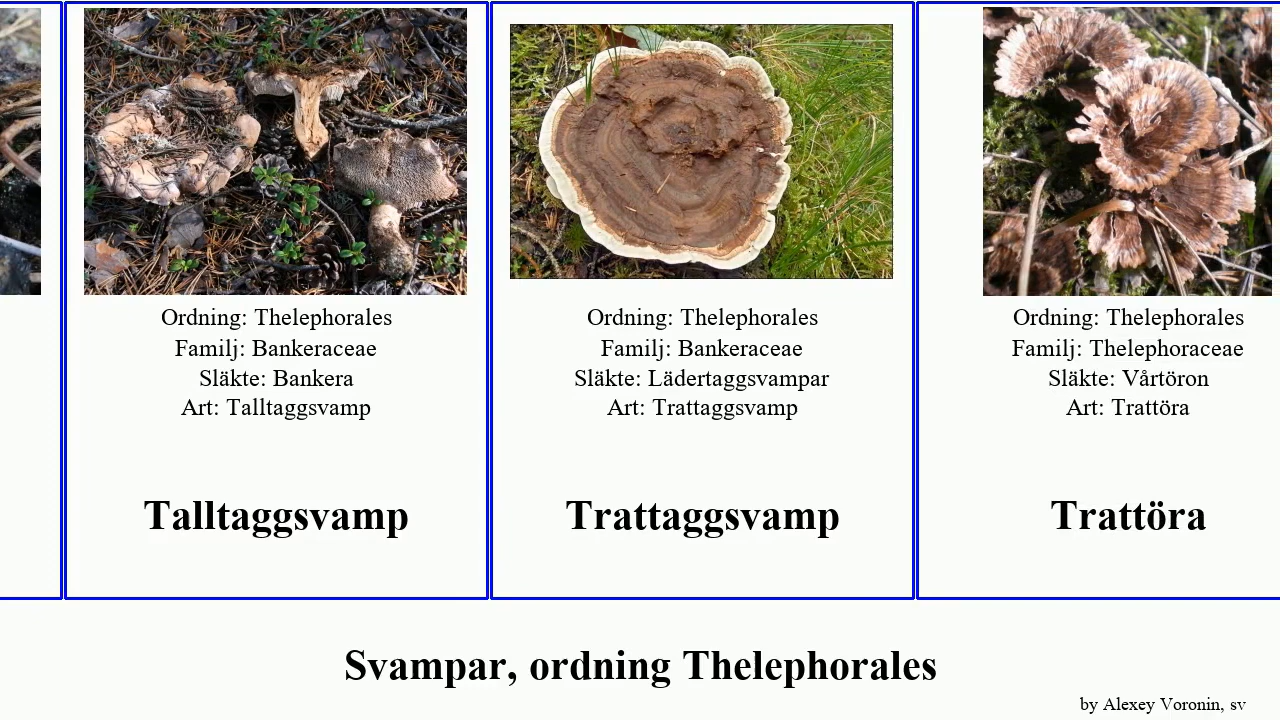 Ordning: Thelephorales
Familj: Bankeraceae
Släkte: Bankera
Art: Talltaggsvamp
Talltaggsvamp
Ordning: Thelephorales
Familj: Bankeraceae
Släkte: Lädertaggsvampar
Art: Trattaggsvamp
Trattaggsvamp
Ordning: Thelephorales
Familj: Thelephoraceae
Släkte: Vårtöron
Art: Trattöra
Trattöra
Svampar, ordning Thelephorales
by Alexey Voronin, sv